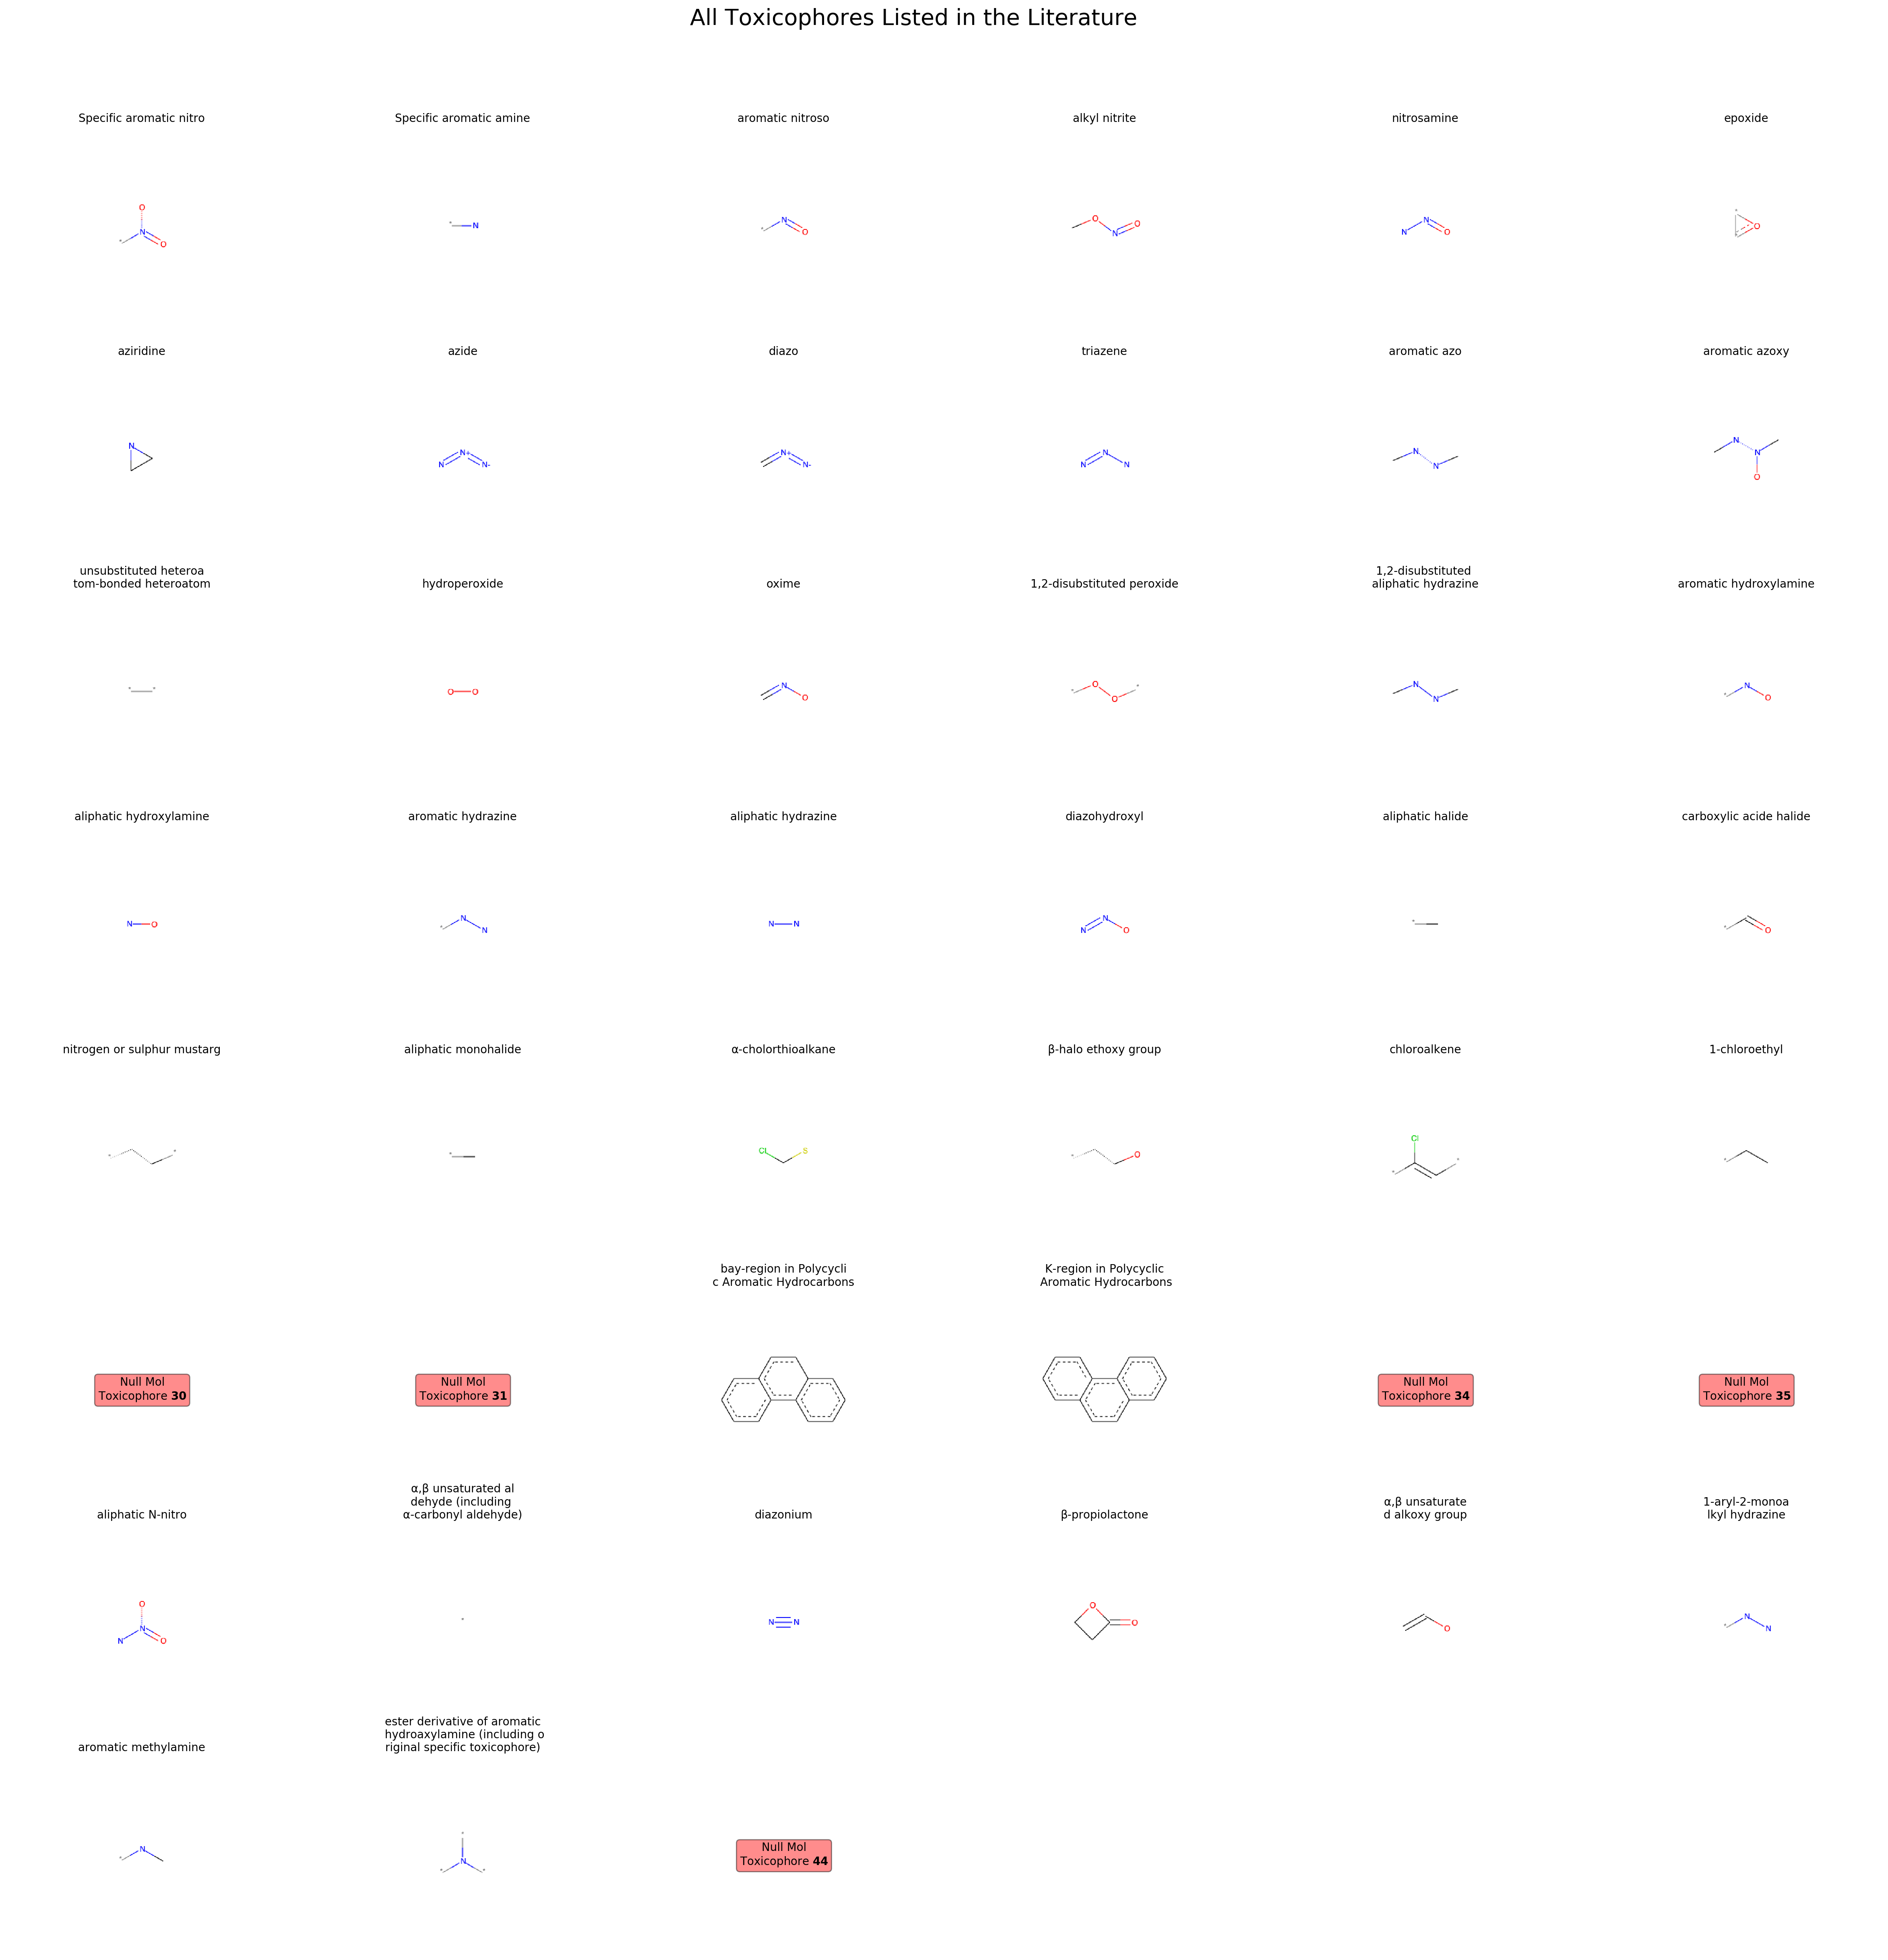 All Toxicophores Listed in the Literature
Specific aromatic nitro
Specific aromatic amine
aromatic nitroso
alkyl nitrite
nitrosamine
epoxide
O
N
O
*
*
N
*
N
O
O
N
O
N
N
O
*
O
*
aziridine
azide
diazo
triazene
aromatic azo
aromatic azoxy
N
N
N+
N-
N+
N-
N
N
N
N
N
N
N
O
unsubstituted heteroa
tom-bonded heteroatom
hydroperoxide
oxime
1,2-disubstituted peroxide
1,2-disubstituted
aliphatic hydrazine
aromatic hydroxylamine
*
*
O
O
N
O
*
O
O
*
N
N
*
N
O
aliphatic hydroxylamine
aromatic hydrazine
aliphatic hydrazine
diazohydroxyl
aliphatic halide
carboxylic acide halide
N
O
*
N
N
N
N
N
N
O
*
*
O
nitrogen or sulphur mustarg
aliphatic monohalide
α-cholorthioalkane
β-halo ethoxy group
chloroalkene
1-chloroethyl
*
*
*
Cl
S
*
O
Cl
*
*
*
bay-region in Polycycli
c Aromatic Hydrocarbons
K-region in Polycyclic
Aromatic Hydrocarbons
Null Mol
Toxicophore 30
Null Mol
Toxicophore 31
Null Mol
Toxicophore 34
Null Mol
Toxicophore 35
aliphatic N-nitro
α,β unsaturated al
dehyde (including
α-carbonyl aldehyde)
diazonium
β-propiolactone
α,β unsaturate
d alkoxy group
1-aryl-2-monoa
lkyl hydrazine
O
N
N
O
*
N
N
O
O
O
*
N
N
aromatic methylamine
ester derivative of aromatic
hydroaxylamine (including o
riginal specific toxicophore)
*
N
*
N
*
*
Null Mol
Toxicophore 44